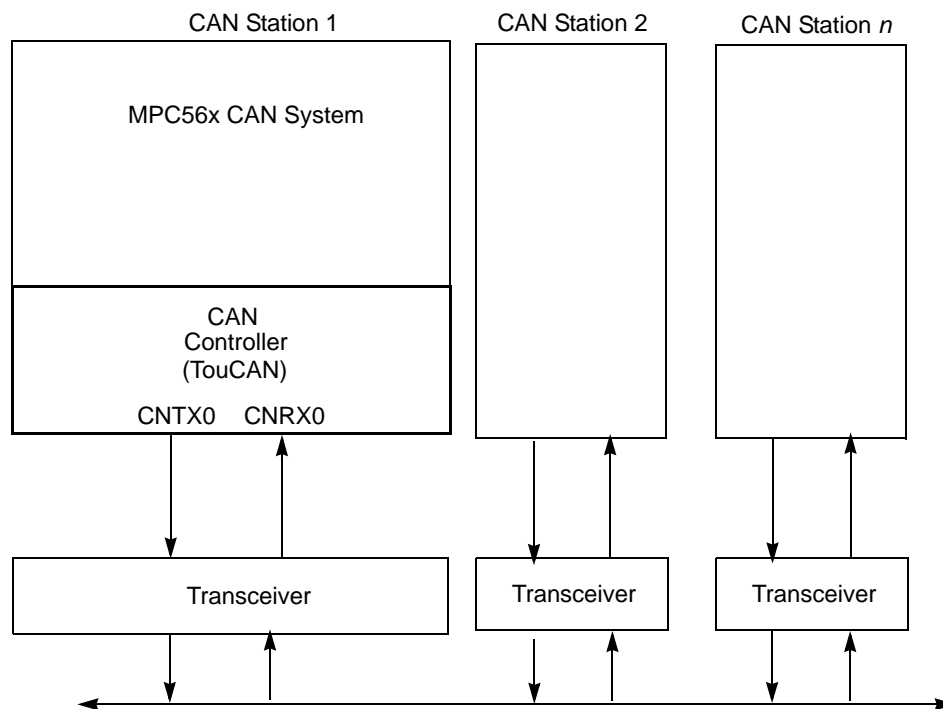 CAN Station 1
CAN Station 2
CAN Station n
MPC56x CAN System
CAN
Controller
(TouCAN)
CNTX0 CNRX0
Transceiver
Transceiver
Transceiver